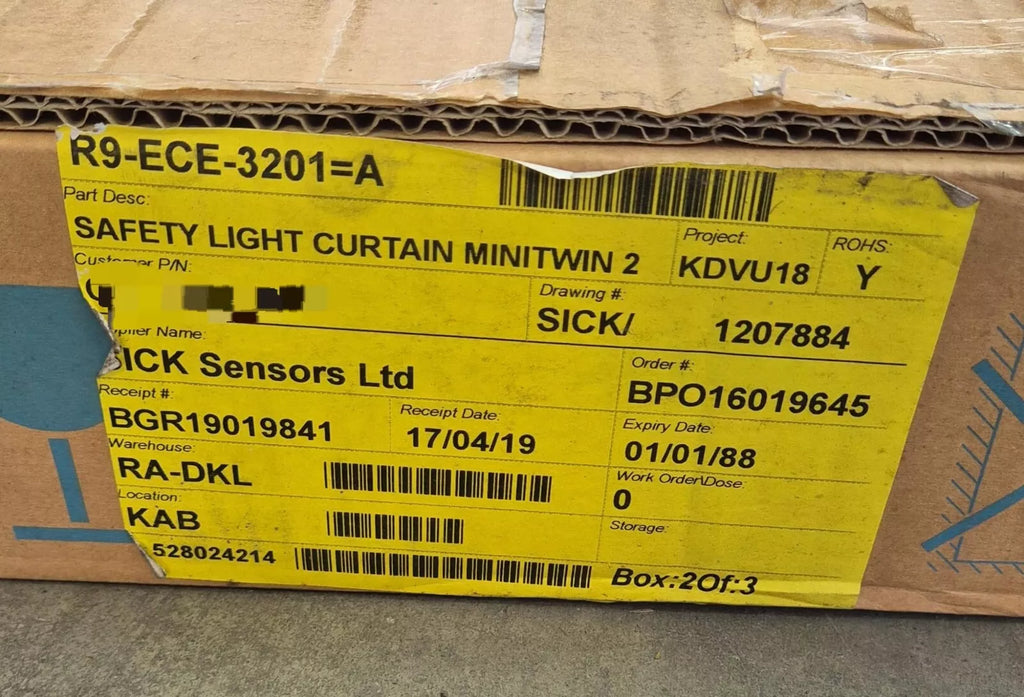 R9-ECE-3201=A
Part Desc:
SAFETY LIGHT CURTAIN MINITWIN 2
Project:
KDVU18
ROHS:
Y
Customer P/N:
Drawing #:
SICK/ 1207884
Supplier Name:
SICK Sensors Ltd
Order #:
BPO16019645
Receipt #:
BGR19019841
Receipt Date:
17/04/19
Expiry Date:
01/01/88
Warehouse:
RA-DKL
Work Order\Dose:
0
Location:
KAB
Storage:
528024214
Box:2Of:3